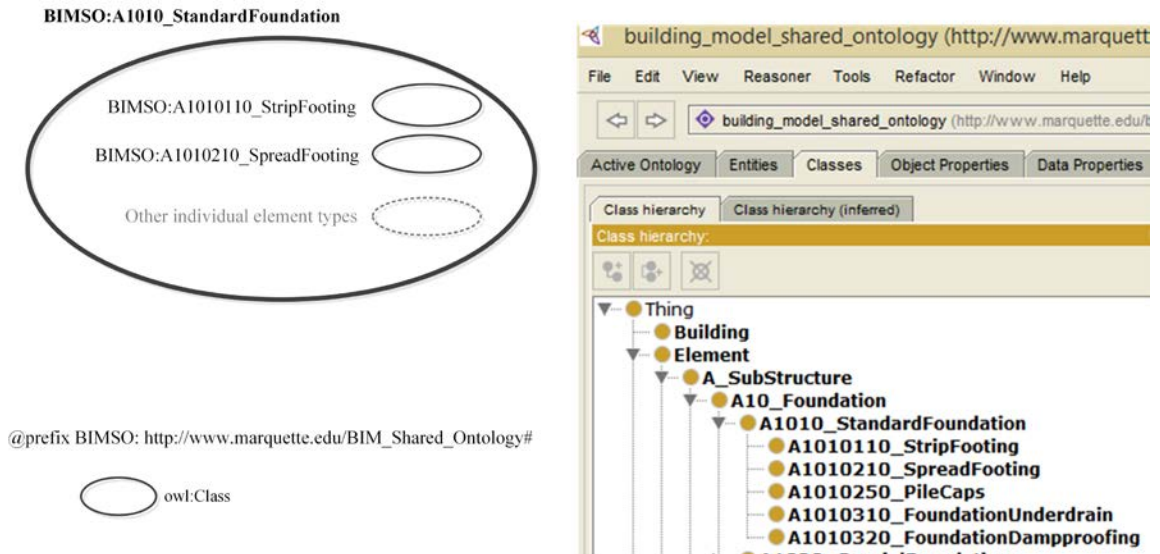 BIMSO:A1010_StandardFoundation
BIMSO:A1010110_StripFooting
BIMSO:A1010210_SpreadFooting
Other individual element types
@prefix BIMSO: http://www.marquette.edu/BIM_Shared_Ontology#
owl:Class
building_model_shared_ontology (http://www.marquett
File Edit View Reasoner Tools Refactor Window Help
building_model_shared_ontology (http://www.marquette.edu/b
Active Ontology Entities Classes Object Properties Data Properties
Class hierarchy Class hierarchy (inferred)
Class hierarchy:
Thing
Building
Element
A_SubStructure
A10_Foundation
A1010_StandardFoundation
A1010110_StripFooting
A1010210_SpreadFooting
A1010250_PileCaps
A1010310_FoundationUnderdrain
A1010320_FoundationDampproofing